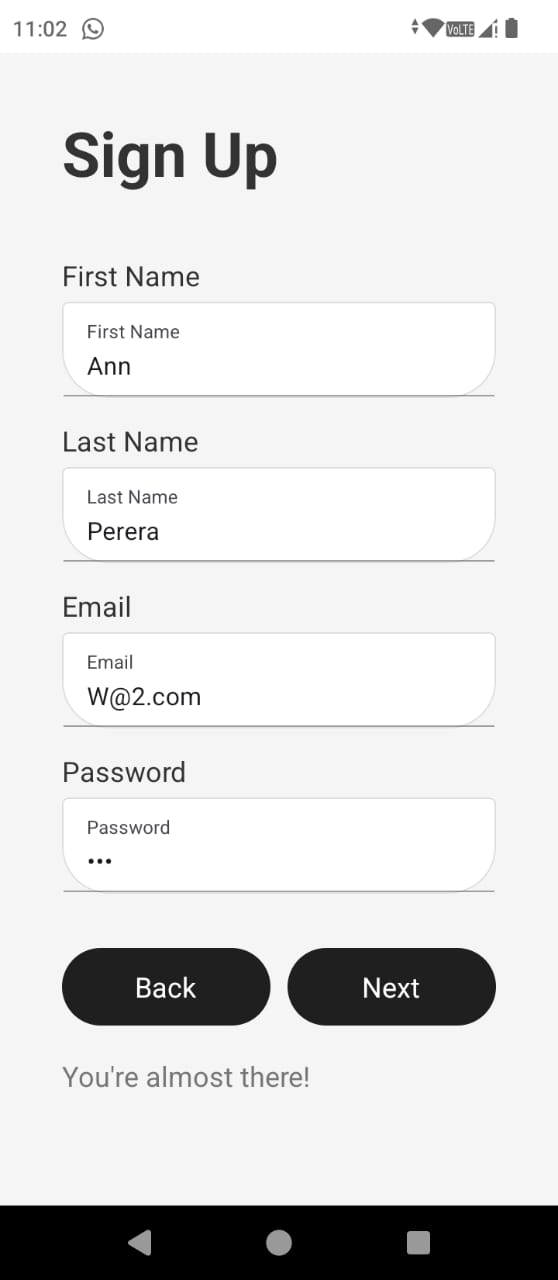 11:02
VoLTE
Sign Up
First Name
First Name
Ann
Last Name
Last Name
Perera
Email
Email
W@2.com
Password
Password
•••
Back Next
You're almost there!